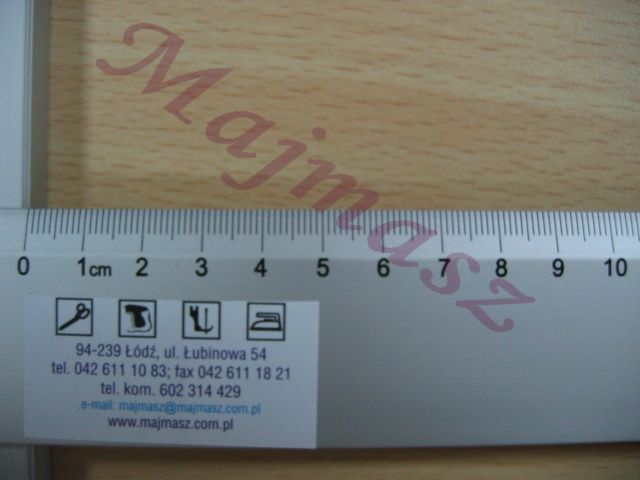 Majmasz
0 1cm 2 3 4 5 6 7 8 9 10
94-239 Łódź, ul. Łubinowa 54
tel. 042 611 10 83; fax 042 611 18 21
tel. kom. 602 314 429
e-mail: majmasz@majmasz.com.pl
www.majmasz.com.pl